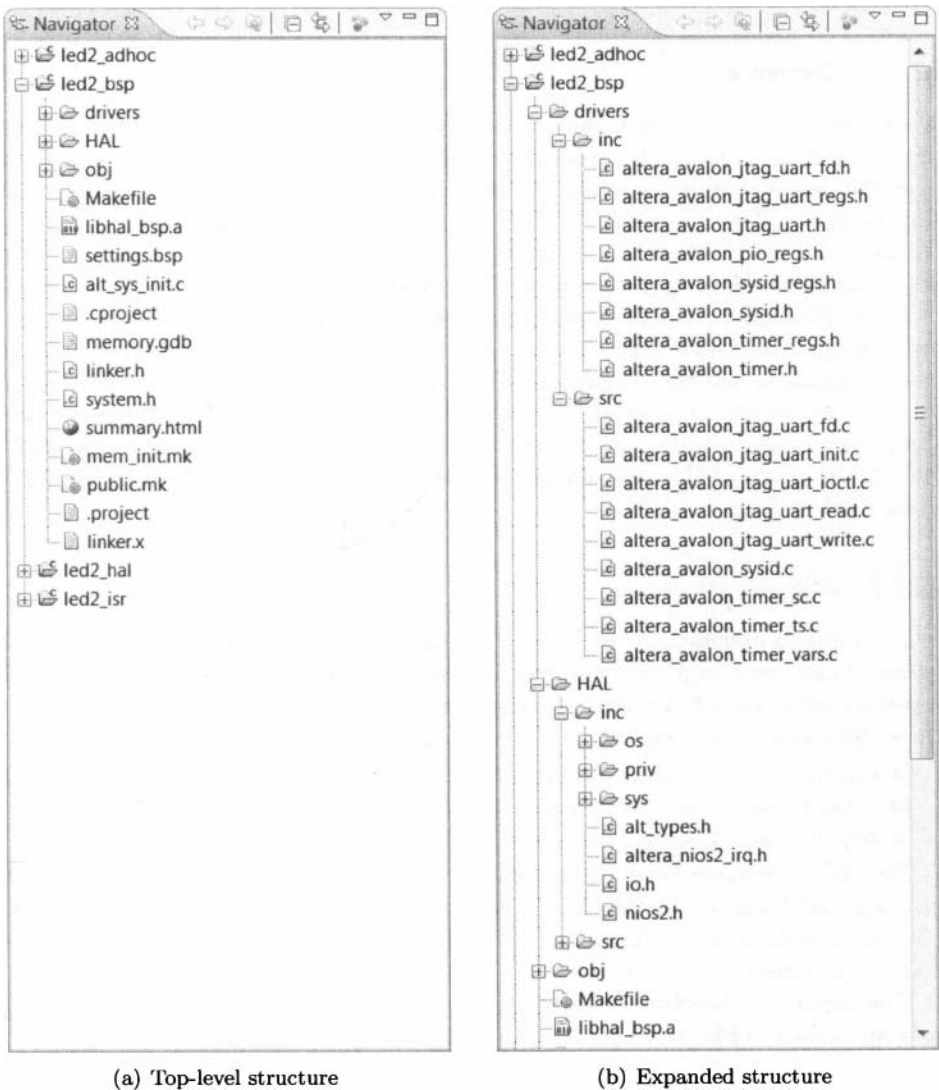 Navigator
led2_adhoc
led2_bsp
drivers
HAL
obj
Makefile
libhal_bsp.a
settings.bsp
alt_sys_init.c
.cproject
memory.gdb
linker.h
system.h
summary.html
mem_init.mk
public.mk
.project
linker.x
led2_hal
led2_isr
(a) Top-level structure
Navigator
led2_adhoc
led2_bsp
drivers
inc
altera_avalon_jtag_uart_fd.h
altera_avalon_jtag_uart_regs.h
altera_avalon_jtag_uart.h
altera_avalon_pio_regs.h
altera_avalon_sysid_regs.h
altera_avalon_sysid.h
altera_avalon_timer_regs.h
altera_avalon_timer.h
src
altera_avalon_jtag_uart_fd.c
altera_avalon_jtag_uart_init.c
altera_avalon_jtag_uart_ioctl.c
altera_avalon_jtag_uart_read.c
altera_avalon_jtag_uart_write.c
altera_avalon_sysid.c
altera_avalon_timer_sc.c
altera_avalon_timer_ts.c
altera_avalon_timer_vars.c
HAL
inc
os
priv
sys
alt_types.h
altera_nios2_irq.h
io.h
nios2.h
src
obj
Makefile
libhal_bsp.a
(b) Expanded structure